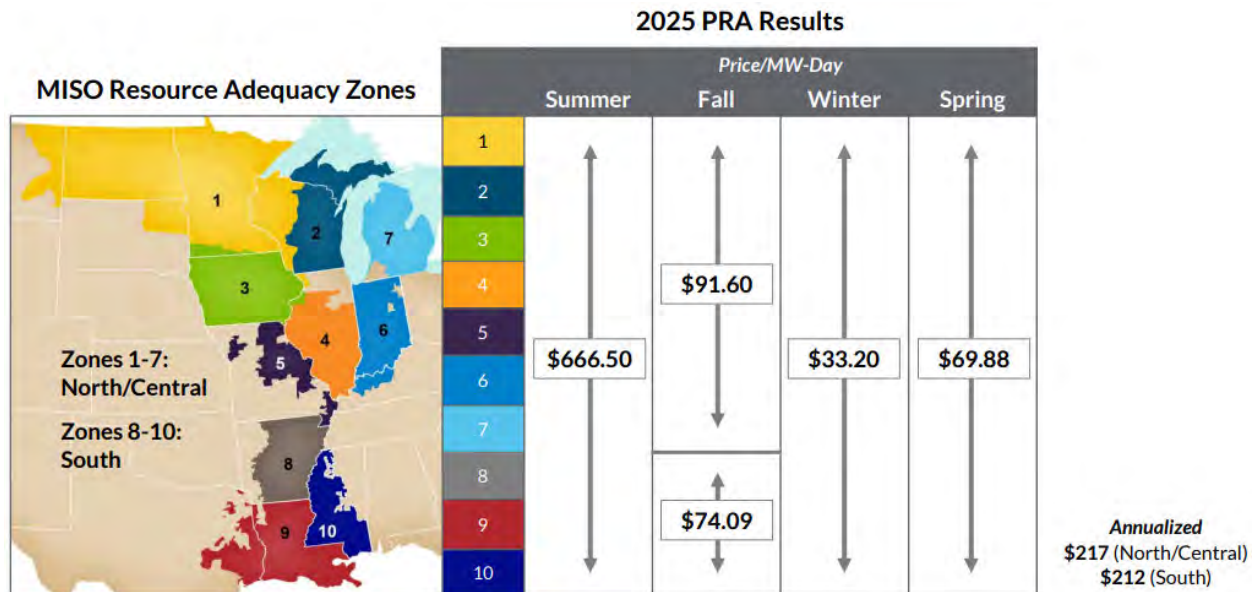 2025 PRA Results
MISO Resource Adequacy Zones
Price/MW-Day
Summer Fall Winter Spring
1
2
3
4
5
6
7
8
9
10
$666.50
$91.60
$74.09
$33.20
$69.88
1
2
7
3
4
6
5
8
9
10
Zones 1-7:
North/Central
Zones 8-10:
South
Annualized
$217 (North/Central)
$212 (South)